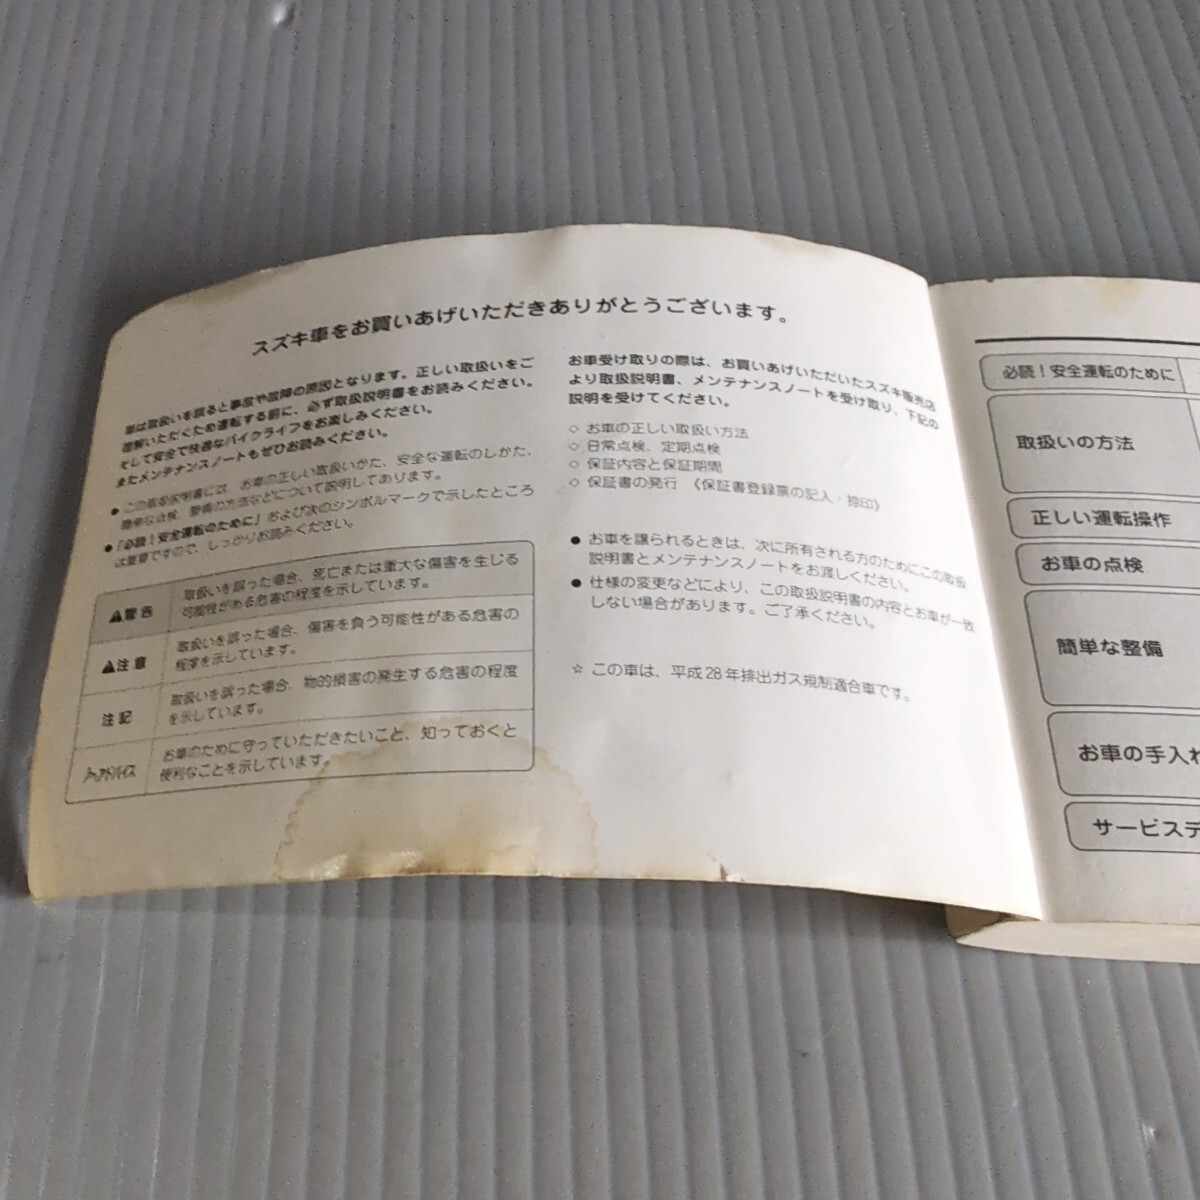 スズキ車をお買いあげいただきありがとうございます。
車は取扱いを誤ると事故や故障の原因となります。正しい取扱いをご
理解いただくため運転する前に、必ず取扱説明書をお読みください。
そして安全で快適なバイクライフをお楽しみください。
またメンテナンスノートもぜひお読みください。
● この取扱説明書には、お車の正しい取扱いかた、安全な運転のしかた、
簡単な点検、整備の方法などについて説明してあります。
● 「必読！安全運転のために」および次のシンボルマークで示したところ
は重要ですので、しっかりお読みください。
⚠警告
取扱いを誤った場合、死亡または重大な傷害を生じる
可能性がある危害の程度を示しています。
⚠注意
取扱いを誤った場合、傷害を負う可能性がある危害の
程度を示しています。
注記
取扱いを誤った場合、物的損害の発生する危害の程度
を示しています。
アドバイス
お車のために守っていただきたいこと、知っておくと
便利なことを示しています。
お車受け取りの際は、お買いあげいただいたスズキ販売店
より取扱説明書、メンテナンスノートを受け取り、下記の
説明を受けてください。
◇ お車の正しい取扱い方法
◇ 日常点検、定期点検
◇ 保証内容と保証期間
◇ 保証書の発行 《保証書登録票の記入・捺印》
● お車を譲られるときは、次に所有される方のためにこの取扱
説明書とメンテナンスノートをお渡しください。
● 仕様の変更などにより、この取扱説明書の内容とお車が一致
しない場合があります。ご了承ください。
☆ この車は、平成28年排出ガス規制適合車です。
必読！安全運転のために
取扱いの方法
正しい運転操作
お車の点検
簡単な整備
お車の手入れ
サービスデ